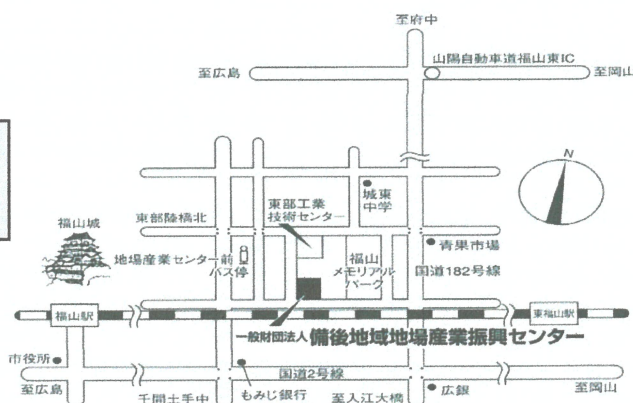 至府中
山陽自動車道福山東IC
至広島
至岡山
N
城東
中学
東部工業
技術センター
東部陸橋北
福山城
地場産業センター前
バス停
福山
メモリアル
パーク
青果市場
国道182号線
福山駅
東福山駅
一般財団法人 備後地域地場産業振興センター
市役所
国道2号線
至広島
至岡山
千間土手中
もみじ銀行
至入江大橋
広銀